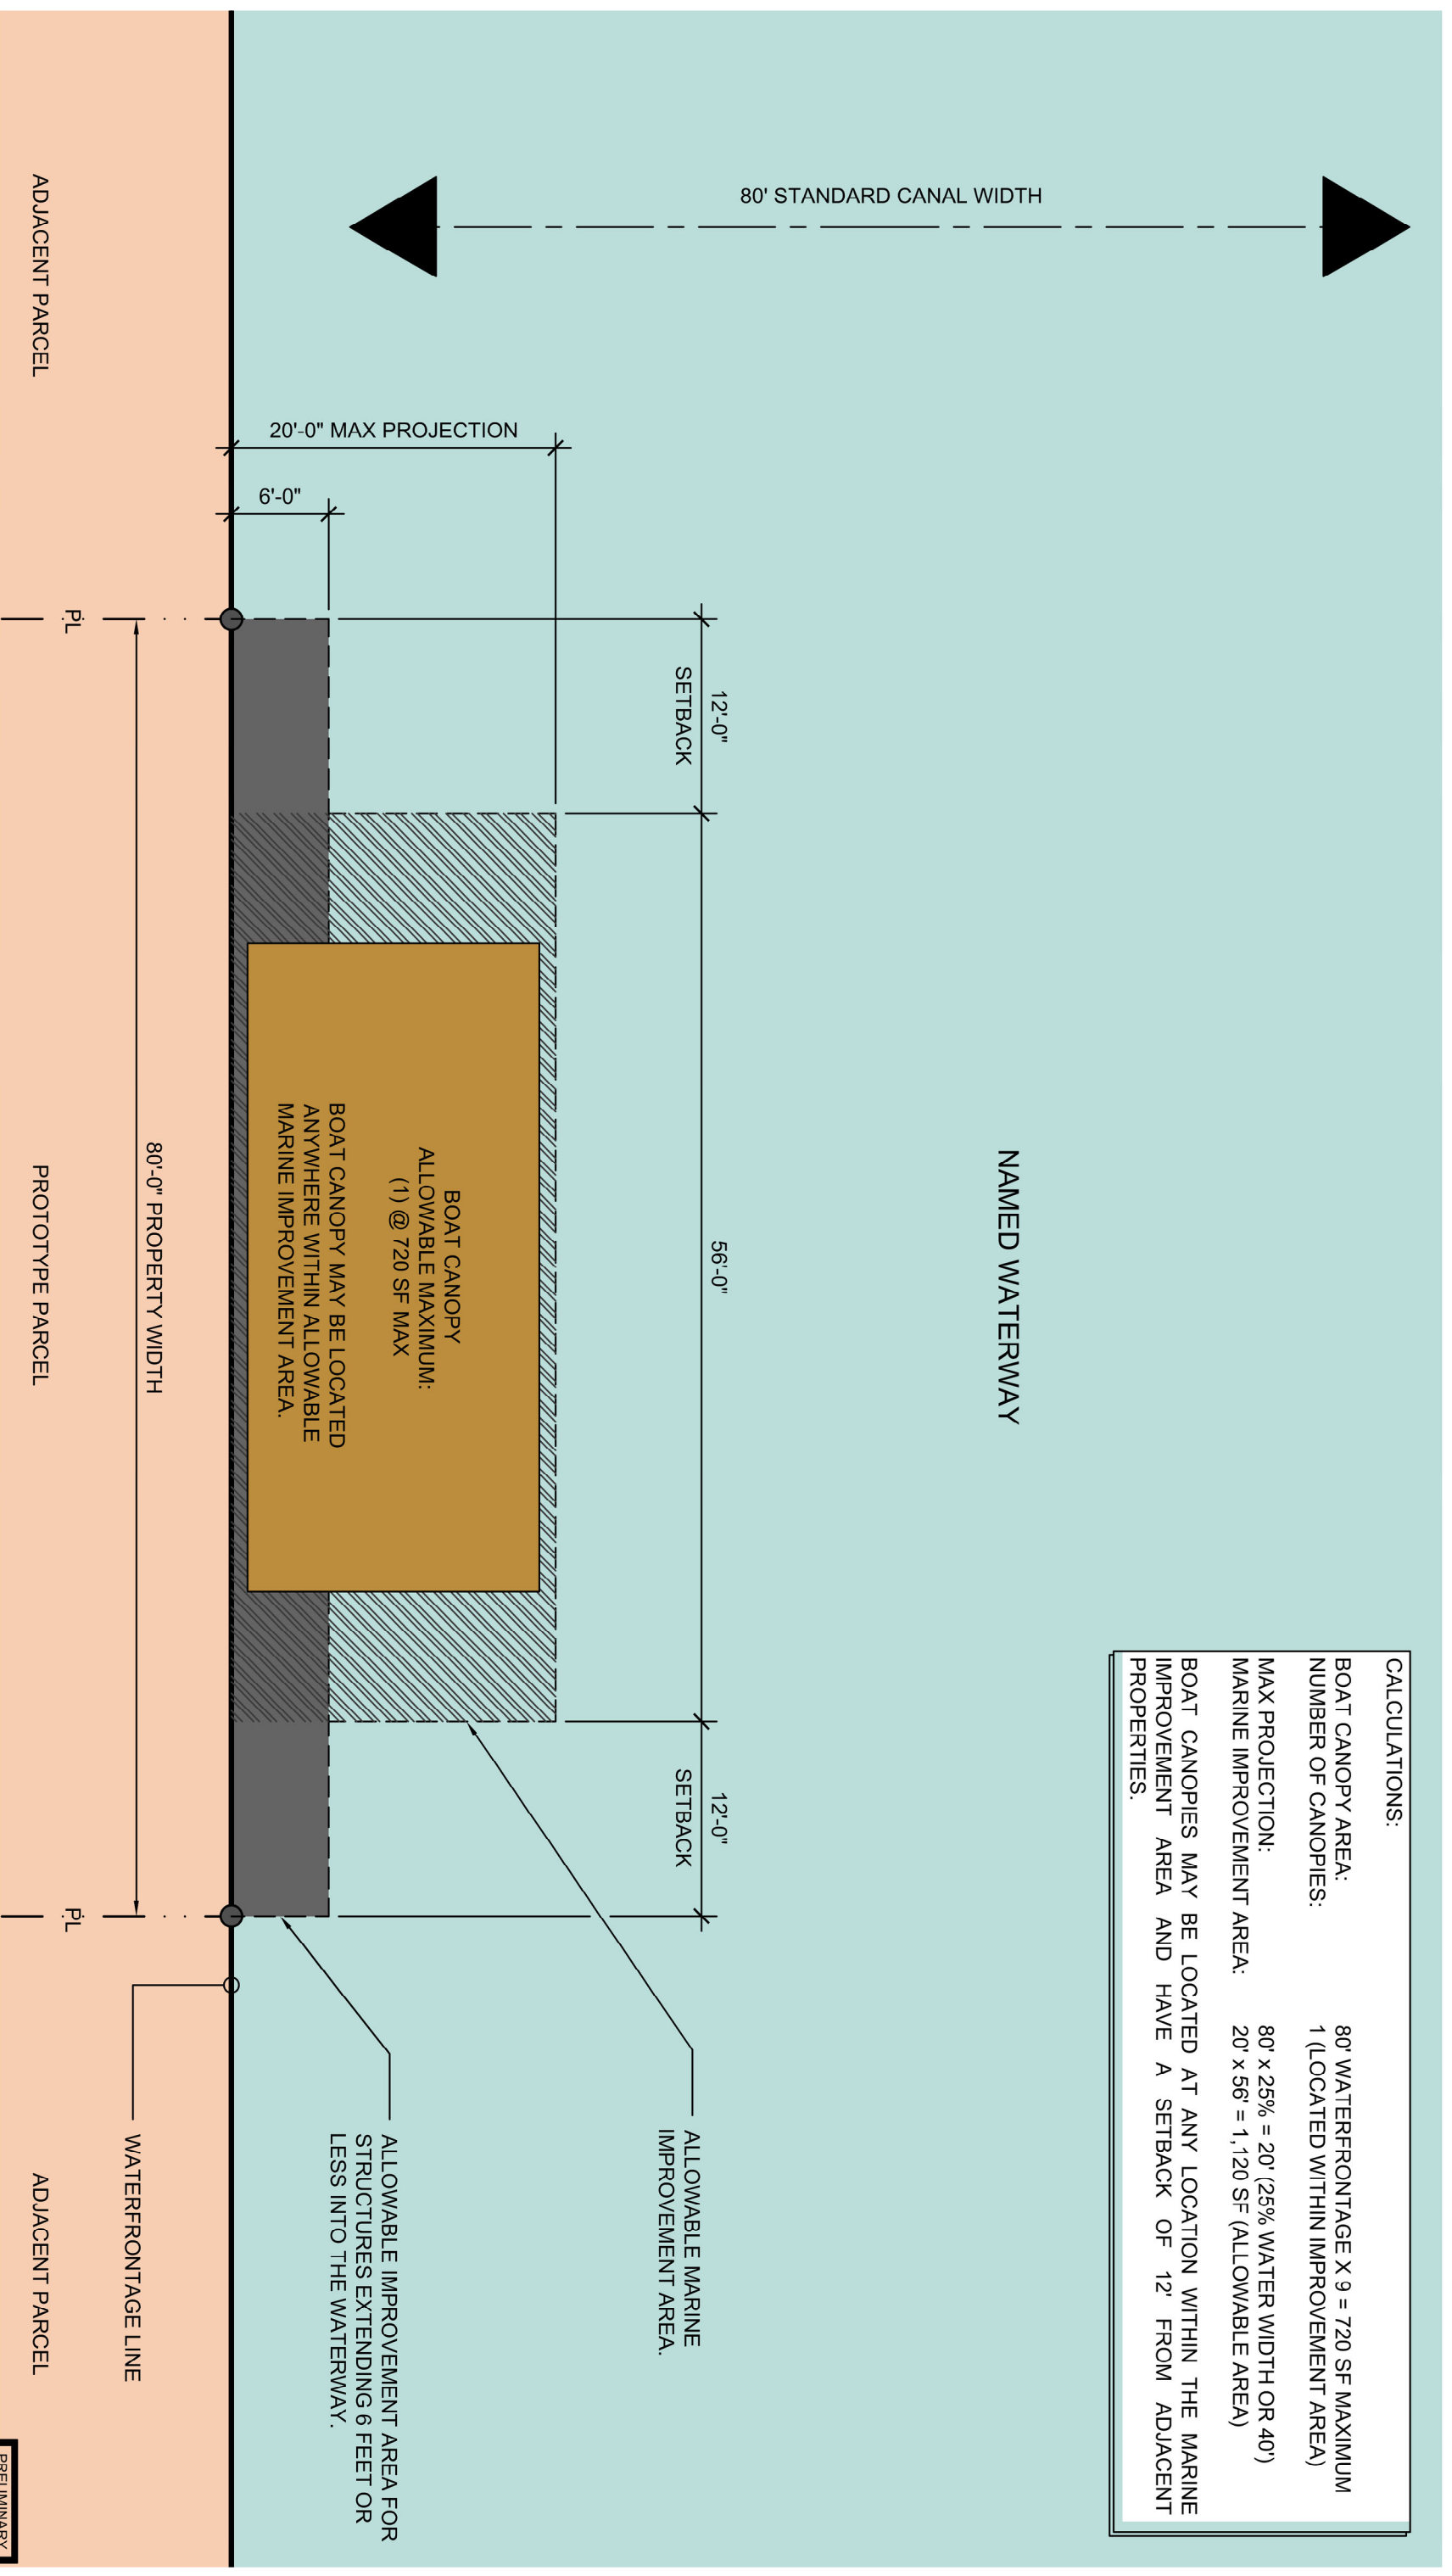 CALCULATIONS:
BOAT CANOPY AREA: 80' WATERFRONTAGE X 9 = 720 SF MAXIMUM
NUMBER OF CANOPIES: 1 (LOCATED WITHIN IMPROVEMENT AREA)
MAX PROJECTION: 80' x 25% = 20' (25% WATER WIDTH OR 40')
MARINE IMPROVEMENT AREA: 20' x 56' = 1,120 SF (ALLOWABLE AREA)
BOAT CANOPIES MAY BE LOCATED AT ANY LOCATION WITHIN THE MARINE
IMPROVEMENT AREA AND HAVE A SETBACK OF 12' FROM ADJACENT
PROPERTIES.
80' STANDARD CANAL WIDTH
NAMED WATERWAY
12'-0"
SETBACK
56'-0"
12'-0"
SETBACK
ALLOWABLE MARINE
IMPROVEMENT AREA.
20'-0" MAX PROJECTION
6'-0"
BOAT CANOPY
ALLOWABLE MAXIMUM:
(1) @ 720 SF MAX
BOAT CANOPY MAY BE LOCATED
ANYWHERE WITHIN ALLOWABLE
MARINE IMPROVEMENT AREA.
ALLOWABLE IMPROVEMENT AREA FOR
STRUCTURES EXTENDING 6 FEET OR
LESS INTO THE WATERWAY.
80'-0" PROPERTY WIDTH
WATERFRONTAGE LINE
PL
PL
ADJACENT PARCEL
PROTOTYPE PARCEL
ADJACENT PARCEL
PRELIMINARY